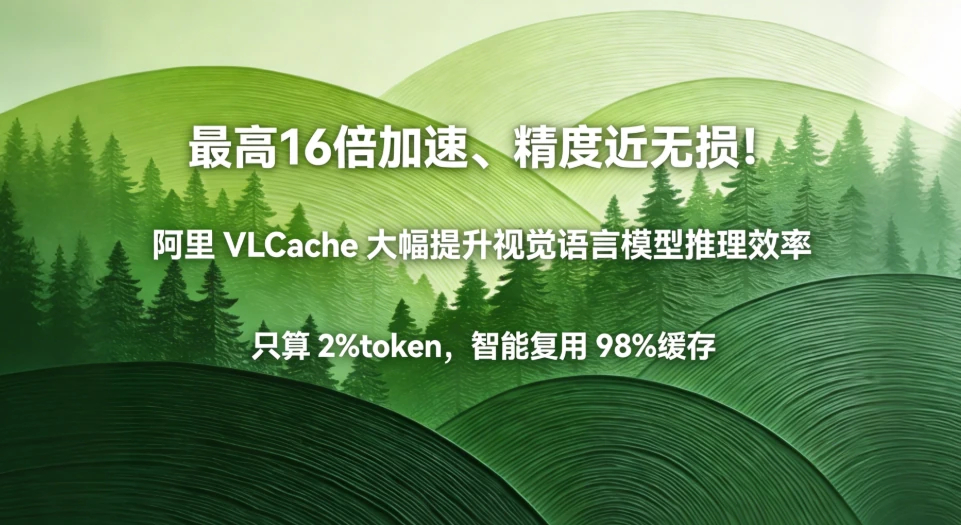 最高16倍加速、精度近无损！
阿里 VLCache 大幅提升视觉语言模型推理效率
只算 2%token，智能复用 98%缓存